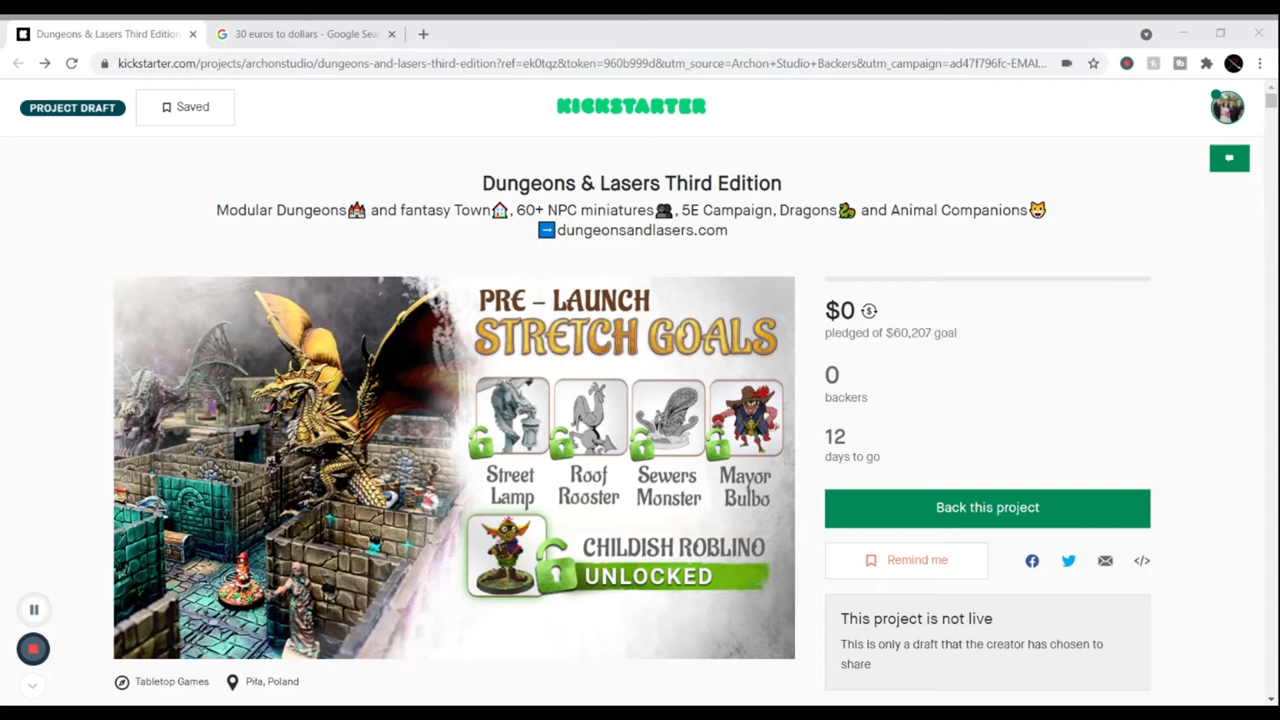 Dungeons & Lasers Third Edition
30 euros to dollars - Google Sea
kickstarter.com/projects/archonstudio/dungeons-and-lasers-third-edition?ref=ek0tqz&token=960b999d&utm_source=Archon+Studio+Backers&utm_campaign=ad47f796fc-EMAI...
PROJECT DRAFT
Saved
KICKSTARTER
Dungeons & Lasers Third Edition
Modular Dungeons🏰 and fantasy Town🏠, 60+ NPC miniatures👥, 5E Campaign, Dragons🐉 and Animal Companions🐱
➡️dungeonsandlasers.com
PRE – LAUNCH
STRETCH GOALS
Street Lamp
Roof Rooster
Sewers Monster
Mayor Bulbo
CHILDISH ROBLINO
UNLOCKED
$0
pledged of $60,207 goal
0
backers
12
days to go
Back this project
Remind me
This project is not live
This is only a draft that the creator has chosen to
share
Tabletop Games
Piła, Poland